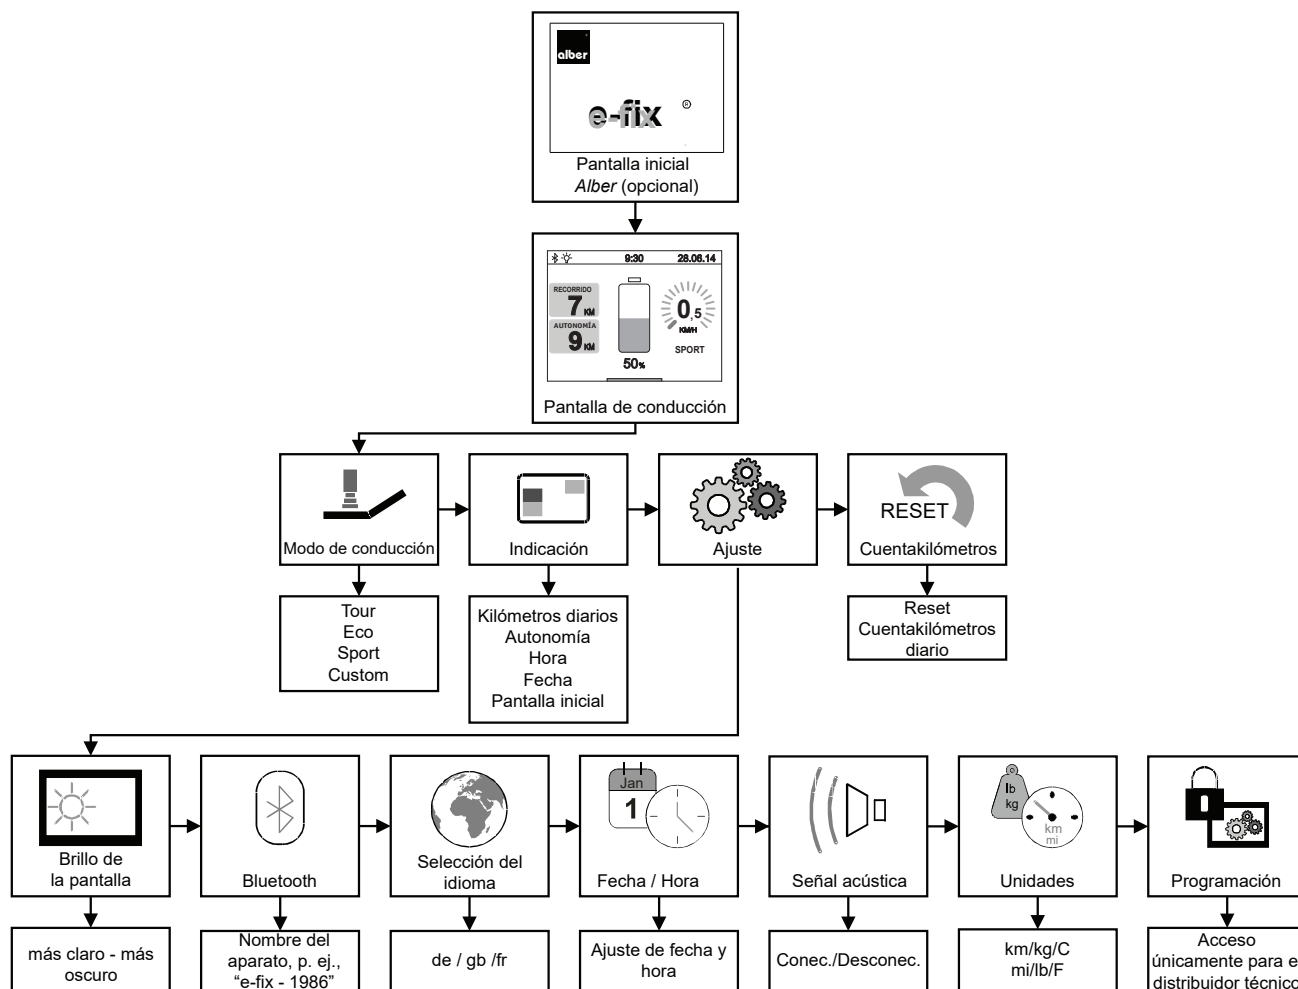 alber
e-fix ®
Pantalla inicial
Alber (opcional)
9:30 28.06.14
RECORRIDO
7 KM
AUTONOMÍA
9 KM
50%
0,5
KM/H
SPORT
Pantalla de conducción
Modo de conducción
Indicación
Ajuste
RESET
Cuentakilómetros
Tour
Eco
Sport
Custom
Kilómetros diarios
Autonomía
Hora
Fecha
Pantalla inicial
Reset
Cuentakilómetros
diario
Brillo de
la pantalla
Bluetooth
Selección del
idioma
Jan
1
Fecha / Hora
Señal acústica
lb
kg
km
mi
Unidades
Programación
más claro - más
oscuro
Nombre del
aparato, p. ej.,
“e-fix - 1986”
de / gb /fr
Ajuste de fecha y
hora
Conec./Desconec.
km/kg/C
mi/lb/F
Acceso
únicamente para e
distribuidor técnico